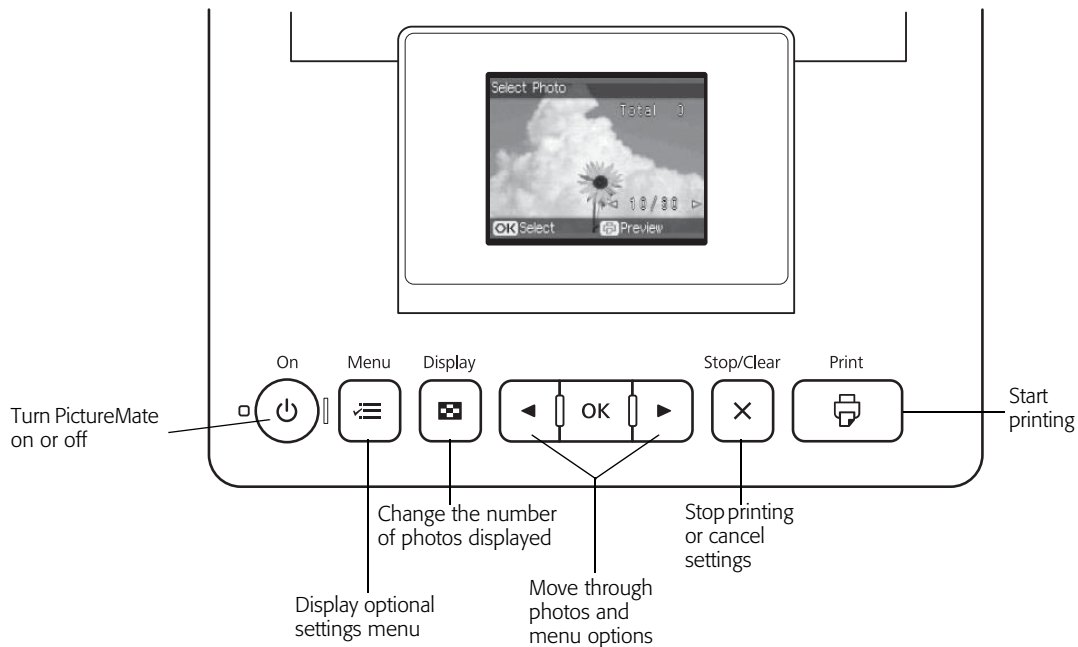 Select Photo
Total 0
10/30
OK Select
Preview
On
Menu
Display
Stop/Clear
Print
OK
Turn PictureMate
on or off
Start
printing
Change the number
of photos displayed
Stop printing
or cancel
settings
Display optional
settings menu
Move through
photos and
menu options